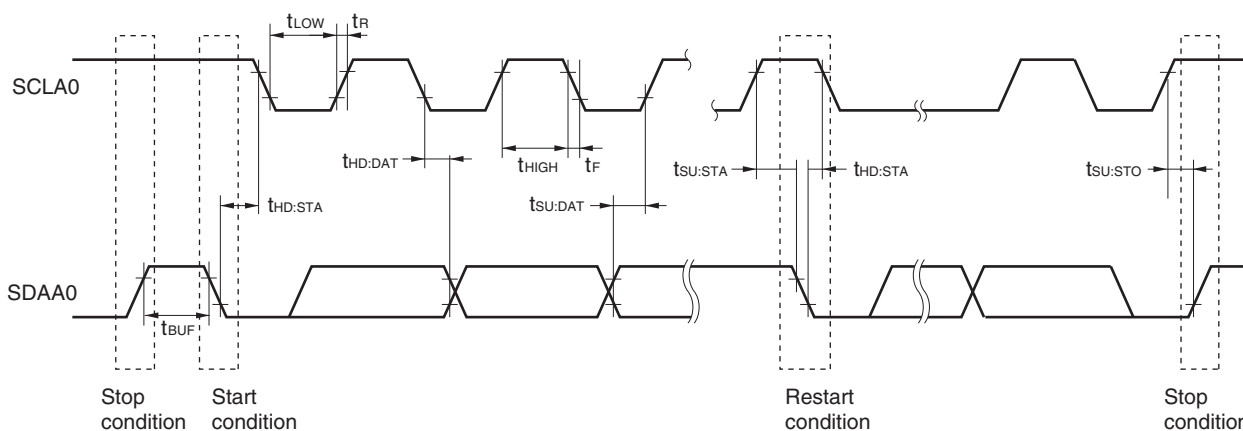 tLOW
tR
SCLA0
tHD:DAT
tHIGH
tF
tSU:STA
tHD:STA
tSU:STO
tHD:STA
tSU:DAT
SDAA0
tBUF
Stop
condition
Start
condition
Restart
condition
Stop
condition